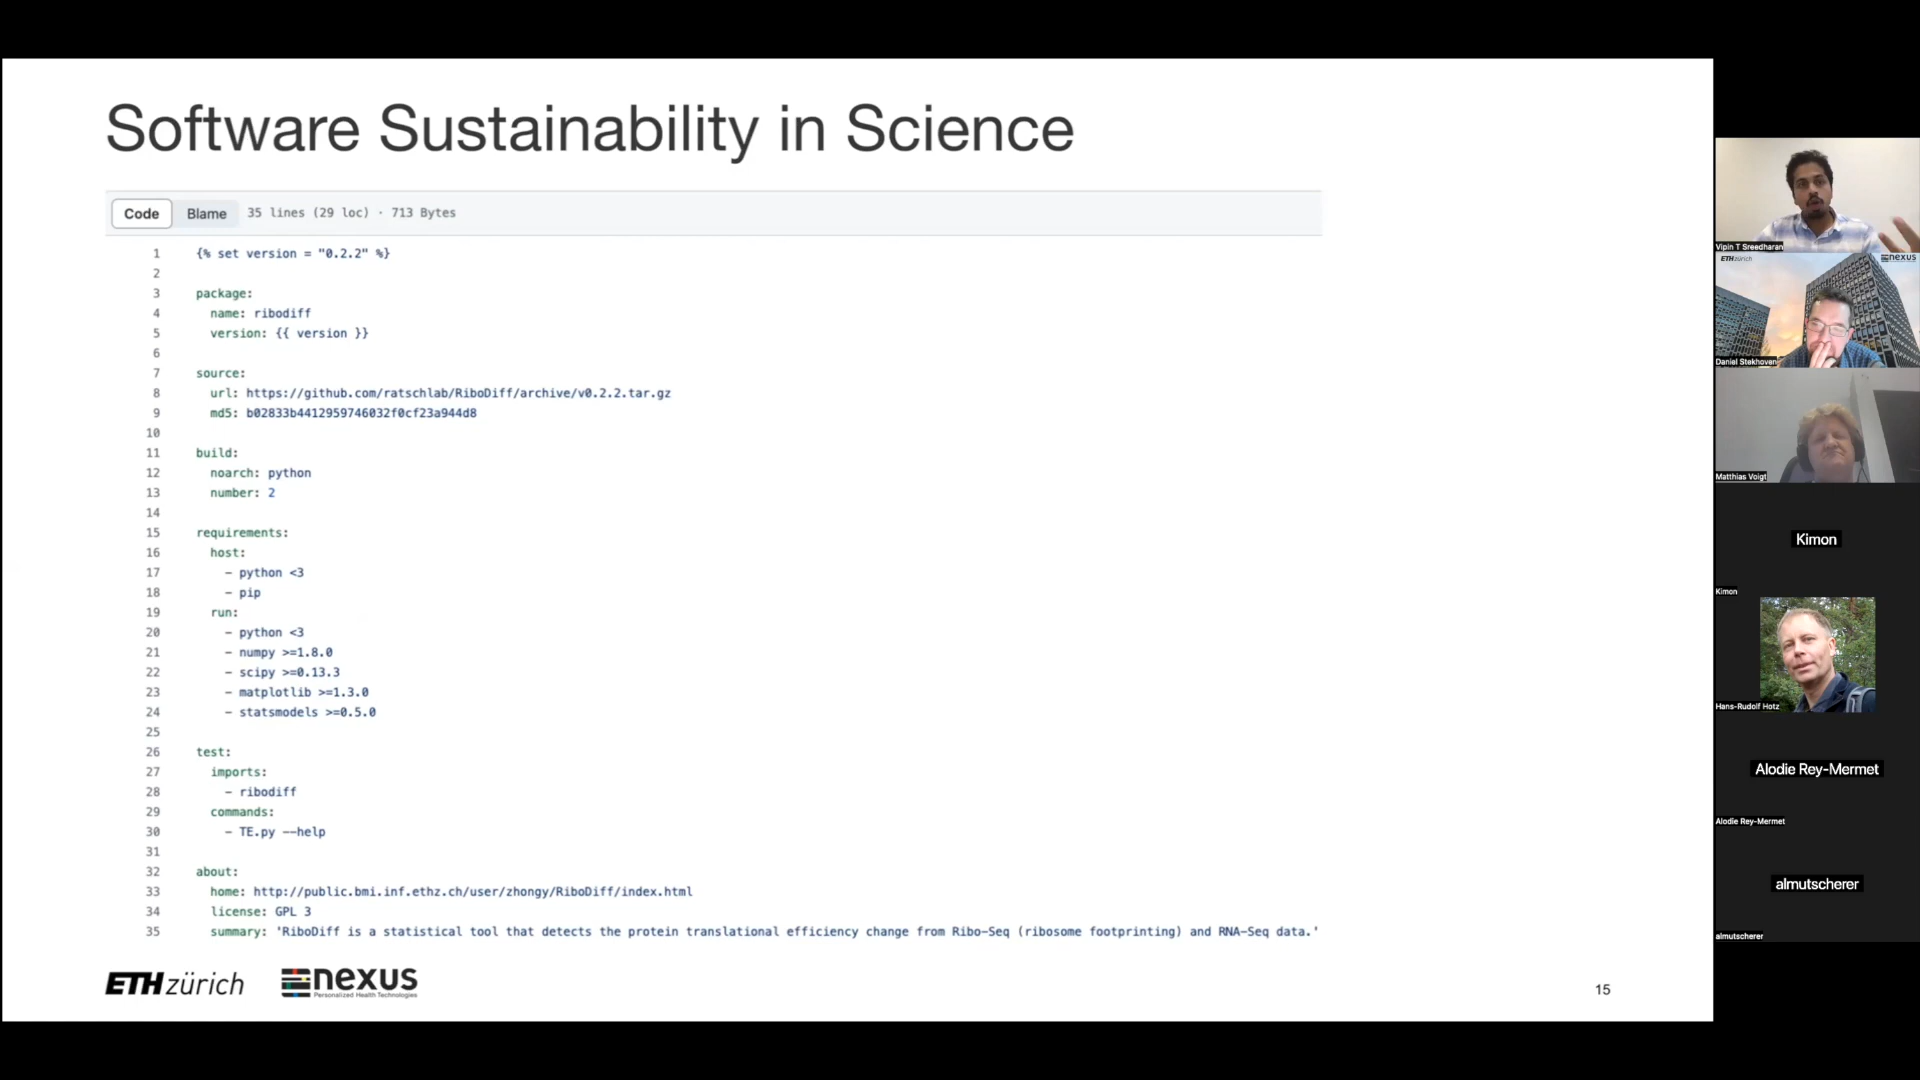 Software Sustainability in Science
Code Blame 35 lines (29 loc) · 713 Bytes
1 {% set version = "0.2.2" %}
2
3 package:
4 name: ribodiff
5 version: {{ version }}
6
7 source:
8 url: https://github.com/ratschlab/RiboDiff/archive/v0.2.2.tar.gz
9 md5: b02833b4412959746032f0cf23a944d8
10
11 build:
12 noarch: python
13 number: 2
14
15 requirements:
16 host:
17 - python <3
18 - pip
19 run:
20 - python <3
21 - numpy >=1.8.0
22 - scipy >=0.13.3
23 - matplotlib >=1.3.0
24 - statsmodels >=0.5.0
25
26 test:
27 imports:
28 - ribodiff
29 commands:
30 - TE.py --help
31
32 about:
33 home: http://public.bmi.inf.ethz.ch/user/zhongy/RiboDiff/index.html
34 license: GPL 3
35 summary: 'RiboDiff is a statistical tool that detects the protein translational efficiency change from Ribo-Seq (ribosome footprinting) and RNA-Seq data.'
ETH zürich
nexus
Personalized Health Technologies
15
Vipin T Sreedharan
ETH zürich
nexus
Daniel Stekhoven
Matthias Voigt
Kimon
Kimon
Hans-Rudolf Hotz
Alodie Rey-Mermet
Alodie Rey-Mermet
almutscherer
almutscherer